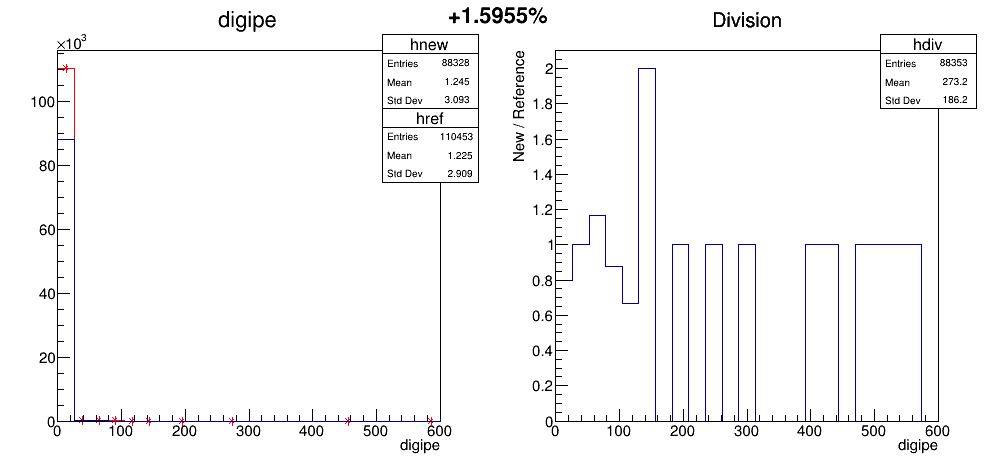 +1.5955%
digipe
×10³
100
80
60
40
20
0
0 100 200 300 400 500 600
digipe
hnew
Entries 88328
Mean 1.245
Std Dev 3.093
href
Entries 110453
Mean 1.225
Std Dev 2.909
Division
New / Reference
2
1.8
1.6
1.4
1.2
1
0.8
0.6
0.4
0.2
0
0 100 200 300 400 500 600
digipe
hdiv
Entries 88353
Mean 273.2
Std Dev 186.2